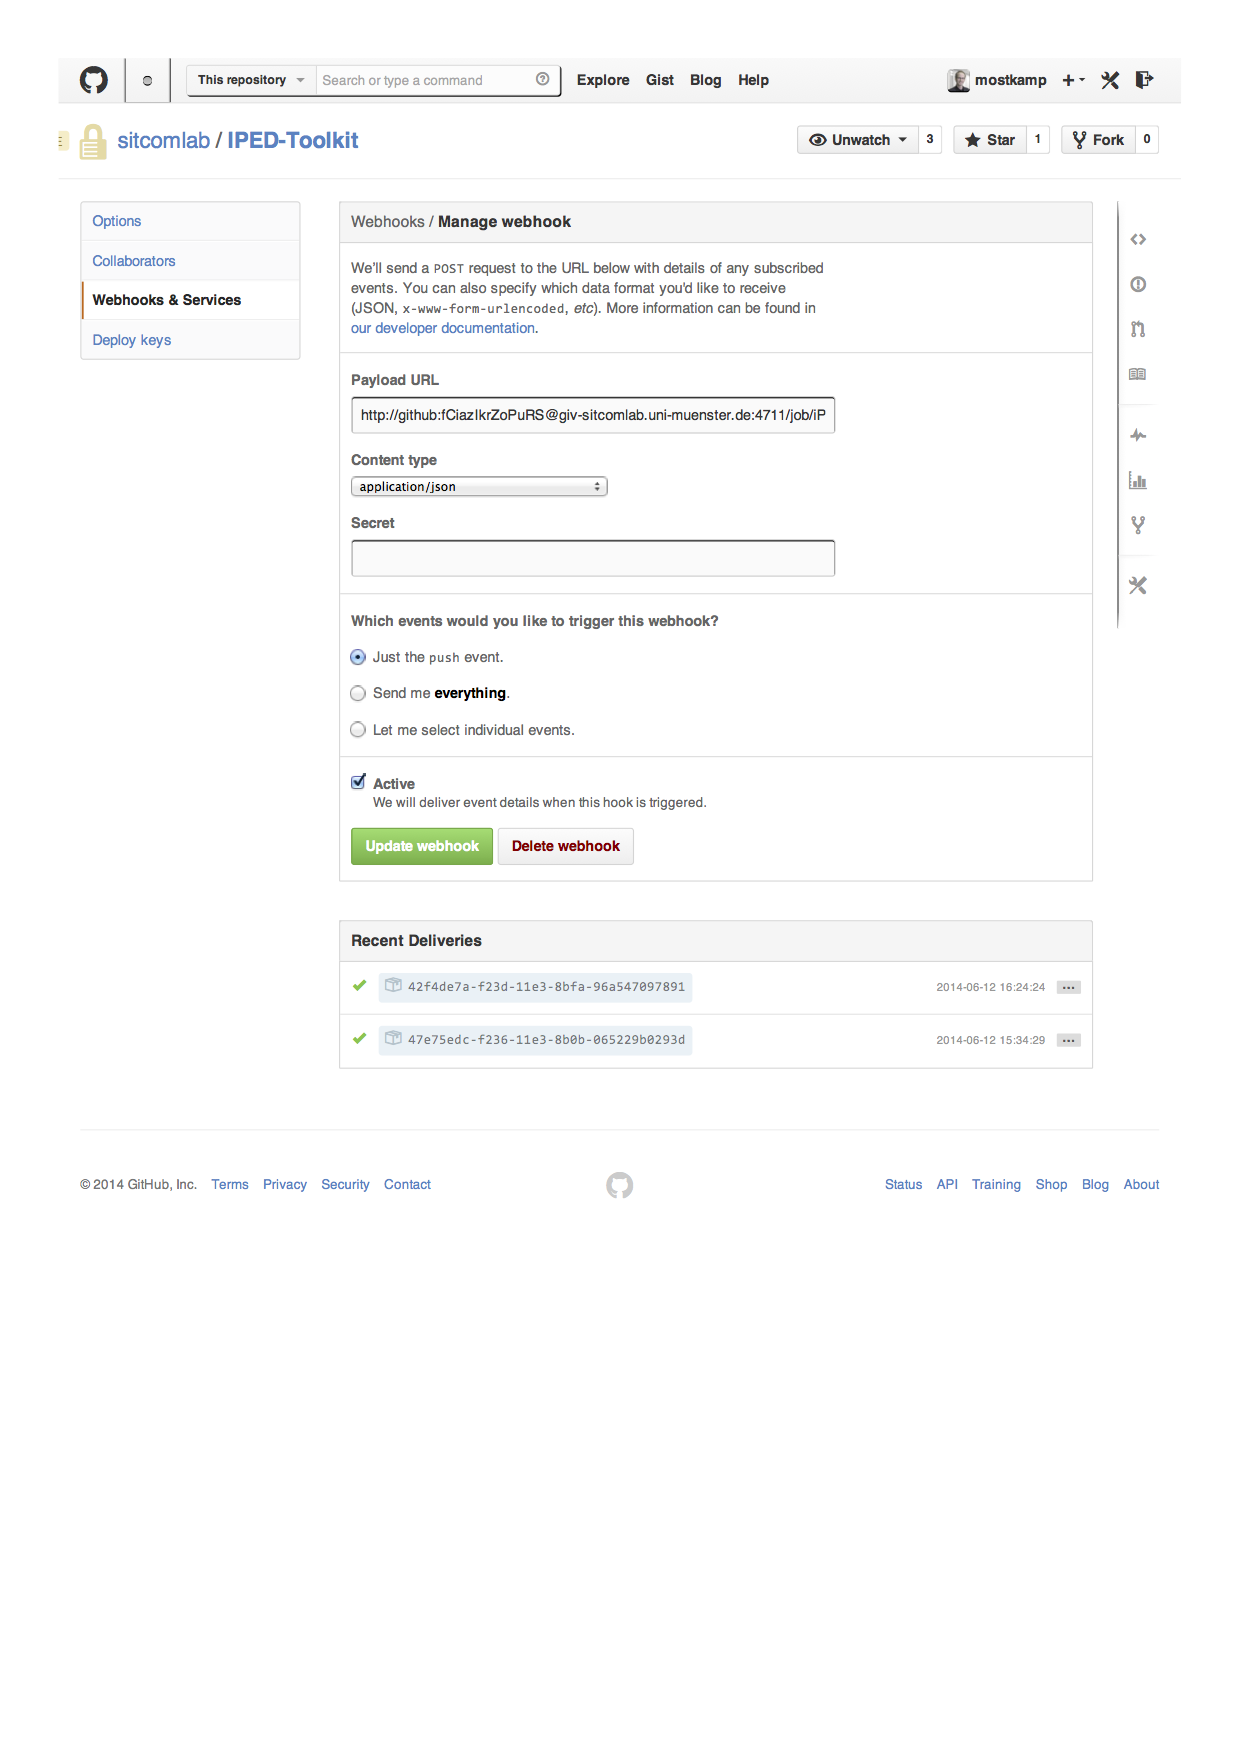 This repository Search or type a command Explore Gist Blog Help mostkamp
sitcomlab / IPED-Toolkit Unwatch 3 Star 1 Fork 0
Options
Collaborators
Webhooks & Services
Deploy keys
Webhooks / Manage webhook
We'll send a POST request to the URL below with details of any subscribed
events. You can also specify which data format you'd like to receive
(JSON, x-www-form-urlencoded, etc). More information can be found in
our developer documentation.
Payload URL
http://github:fCiazIkrZoPuRS@giv-sitcomlab.uni-muenster.de:4711/job/iP
Content type
application/json
Secret
Which events would you like to trigger this webhook?
Just the push event.
Send me everything.
Let me select individual events.
Active
We will deliver event details when this hook is triggered.
Update webhook Delete webhook
Recent Deliveries
42f4de7a-f23d-11e3-8bfa-96a547097891 2014-06-12 16:24:24
47e75edc-f236-11e3-8b0b-065229b0293d 2014-06-12 15:34:29
© 2014 GitHub, Inc. Terms Privacy Security Contact Status API Training Shop Blog About